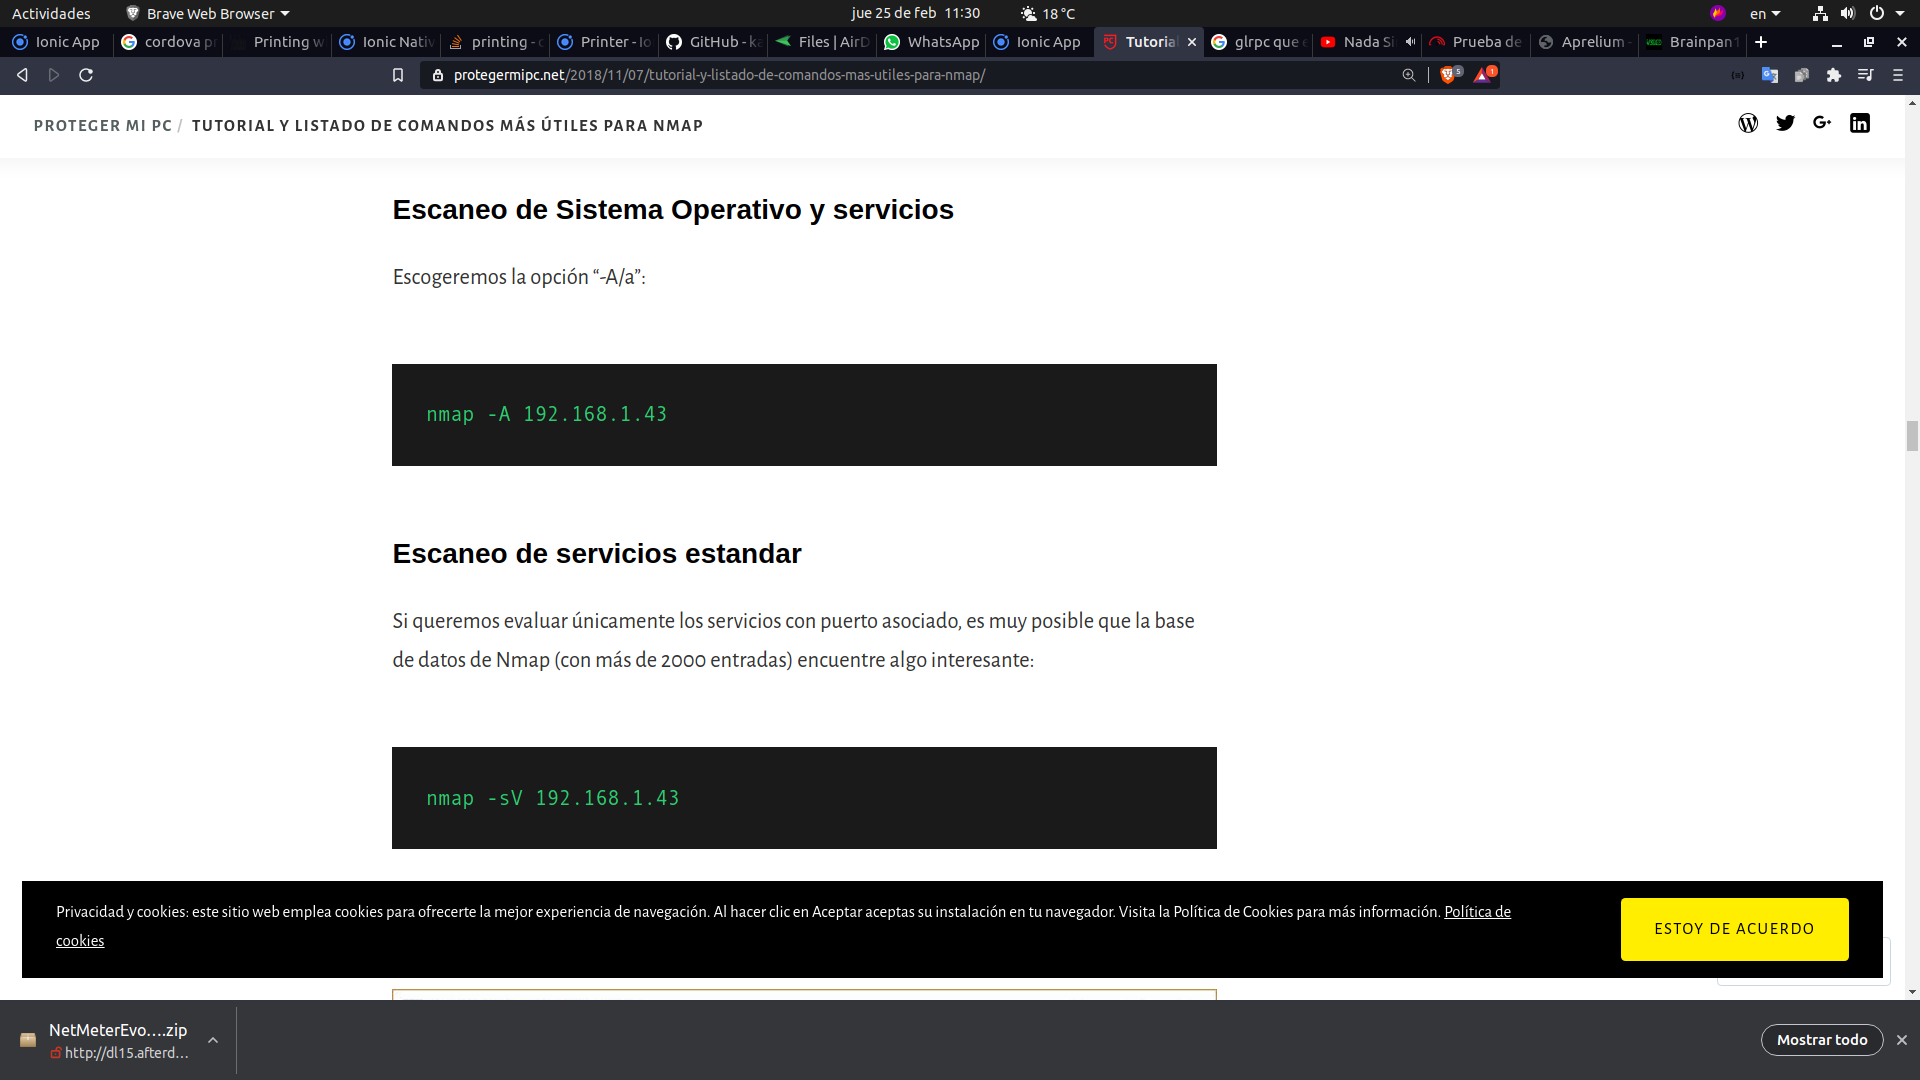 Actividades
Brave Web Browser
jue 25 de feb 11:30
18 °C
en
Ionic App
cordova pr
Printing w
Ionic Nativ
printing - c
Printer - Io
GitHub - ka
Files | AirD
WhatsApp
Ionic App
Tutorial
glrpc que e
Nada Si
Prueba de
Aprelium -
Brainpan1
protegermipc.net/2018/11/07/tutorial-y-listado-de-comandos-mas-utiles-para-nmap/
5
1
PROTEGER MI PC / TUTORIAL Y LISTADO DE COMANDOS MÁS ÚTILES PARA NMAP
Escaneo de Sistema Operativo y servicios
Escogeremos la opción “-A/a”:
nmap -A 192.168.1.43
Escaneo de servicios estandar
Si queremos evaluar únicamente los servicios con puerto asociado, es muy posible que la base
de datos de Nmap (con más de 2000 entradas) encuentre algo interesante:
nmap -sV 192.168.1.43
Privacidad y cookies: este sitio web emplea cookies para ofrecerte la mejor experiencia de navegación. Al hacer clic en Aceptar aceptas su instalación en tu navegador. Visita la Política de Cookies para más información. Política de
cookies
ESTOY DE ACUERDO
NetMeterEvo....zip
http://dl15.afterd...
Mostrar todo